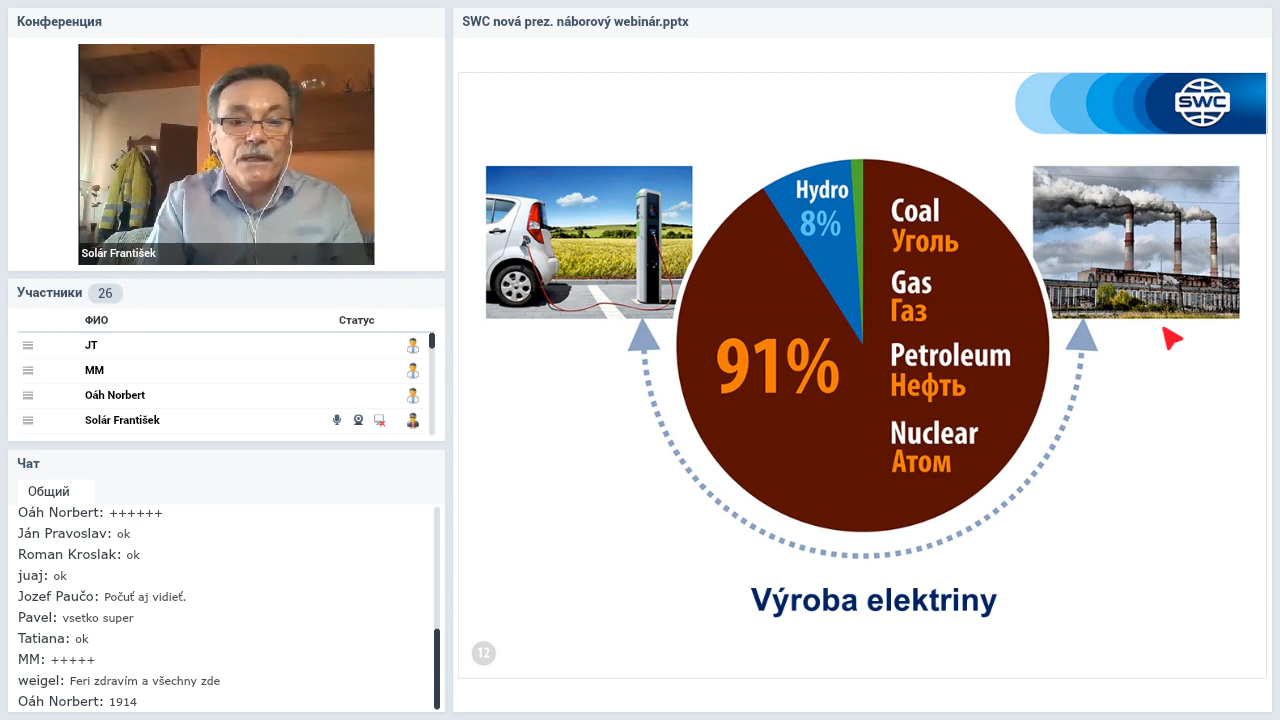 Конференция
Solár František
Участники 26
ФИО Статус
JT
MM
Oáh Norbert
Solár František
Чат
Общий
Oáh Norbert: ++++++
Ján Pravoslav: ok
Roman Kroslak: ok
juaj: ok
Jozef Paučo: Počuť aj vidieť.
Pavel: vsetko super
Tatiana: ok
MM: +++++
weigel: Feri zdravím a všechny zde
Oáh Norbert: 1914
SWC nová prez. náborový webinár.pptx
SWC
Hydro
8%
91%
Coal
Уголь
Gas
Газ
Petroleum
Нефть
Nuclear
Атом
Výroba elektriny
12